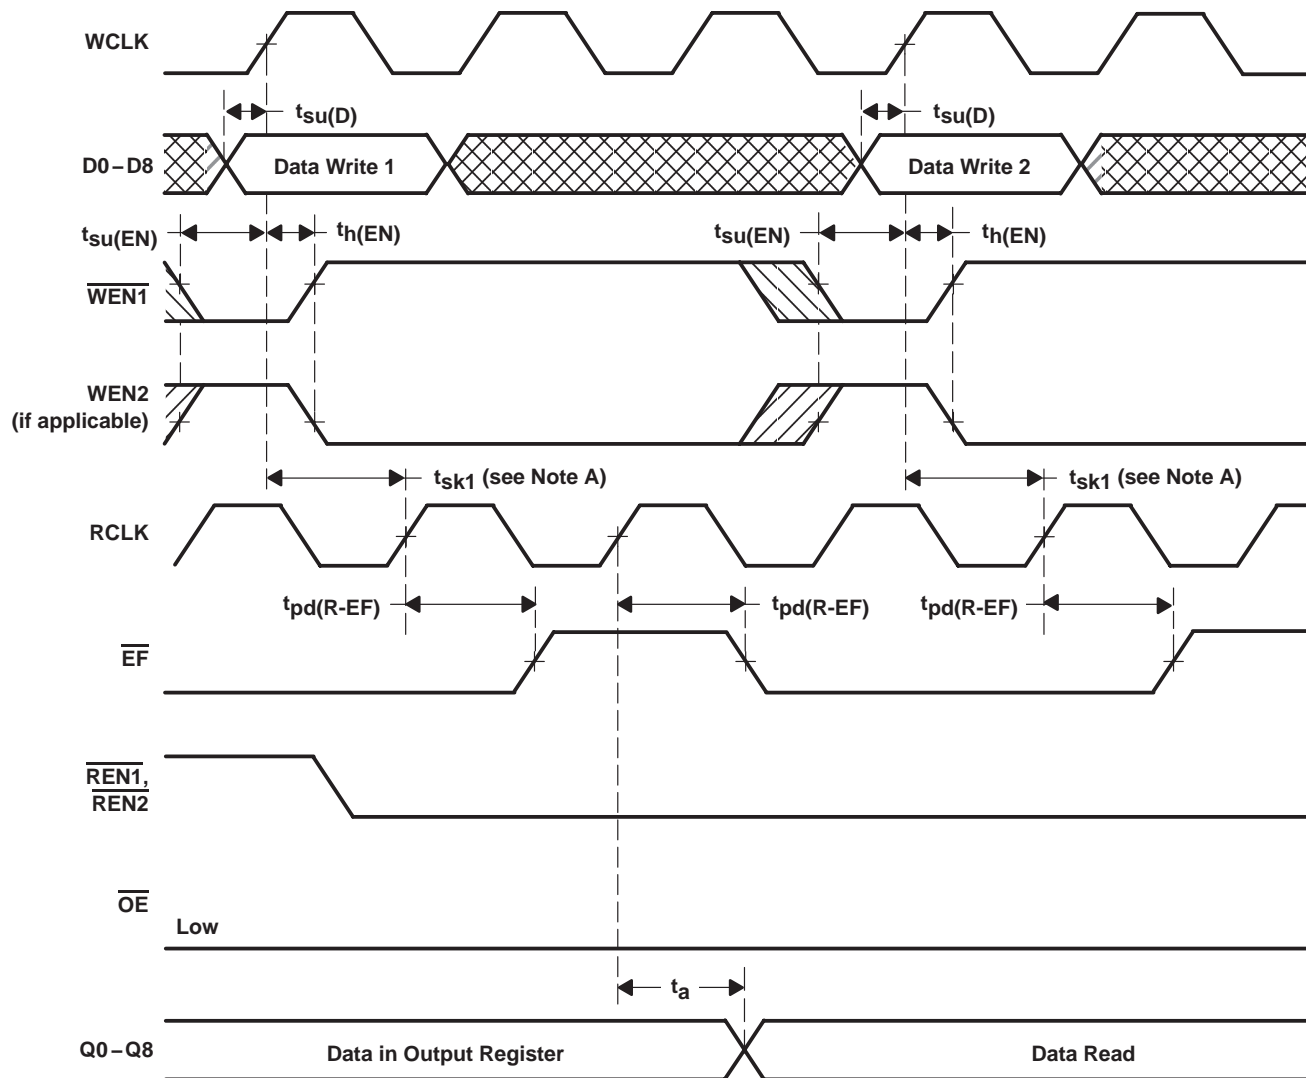 WCLK
tsu(D) tsu(D)
D0–D8 Data Write 1 Data Write 2
tsu(EN) th(EN) tsu(EN) th(EN)
WEN1
WEN2
(if applicable)
tsk1 (see Note A) tsk1 (see Note A)
RCLK
tpd(R-EF) tpd(R-EF) tpd(R-EF)
EF
REN1,
REN2
OE
Low
ta
Q0–Q8 Data in Output Register Data Read